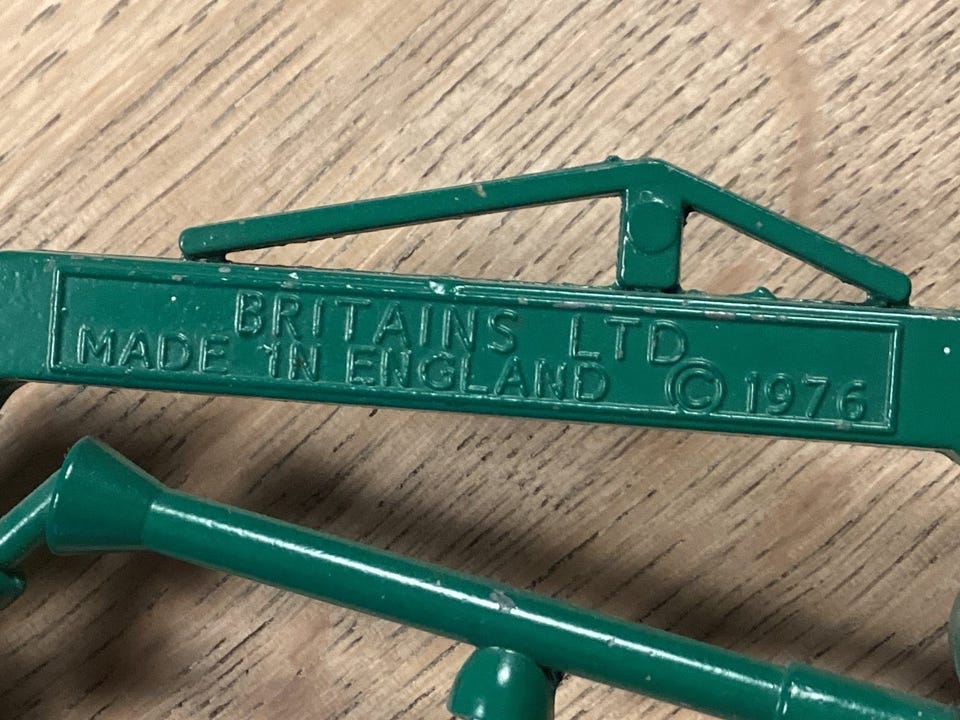 BRITAINS LTD
MADE IN ENGLAND © 1976